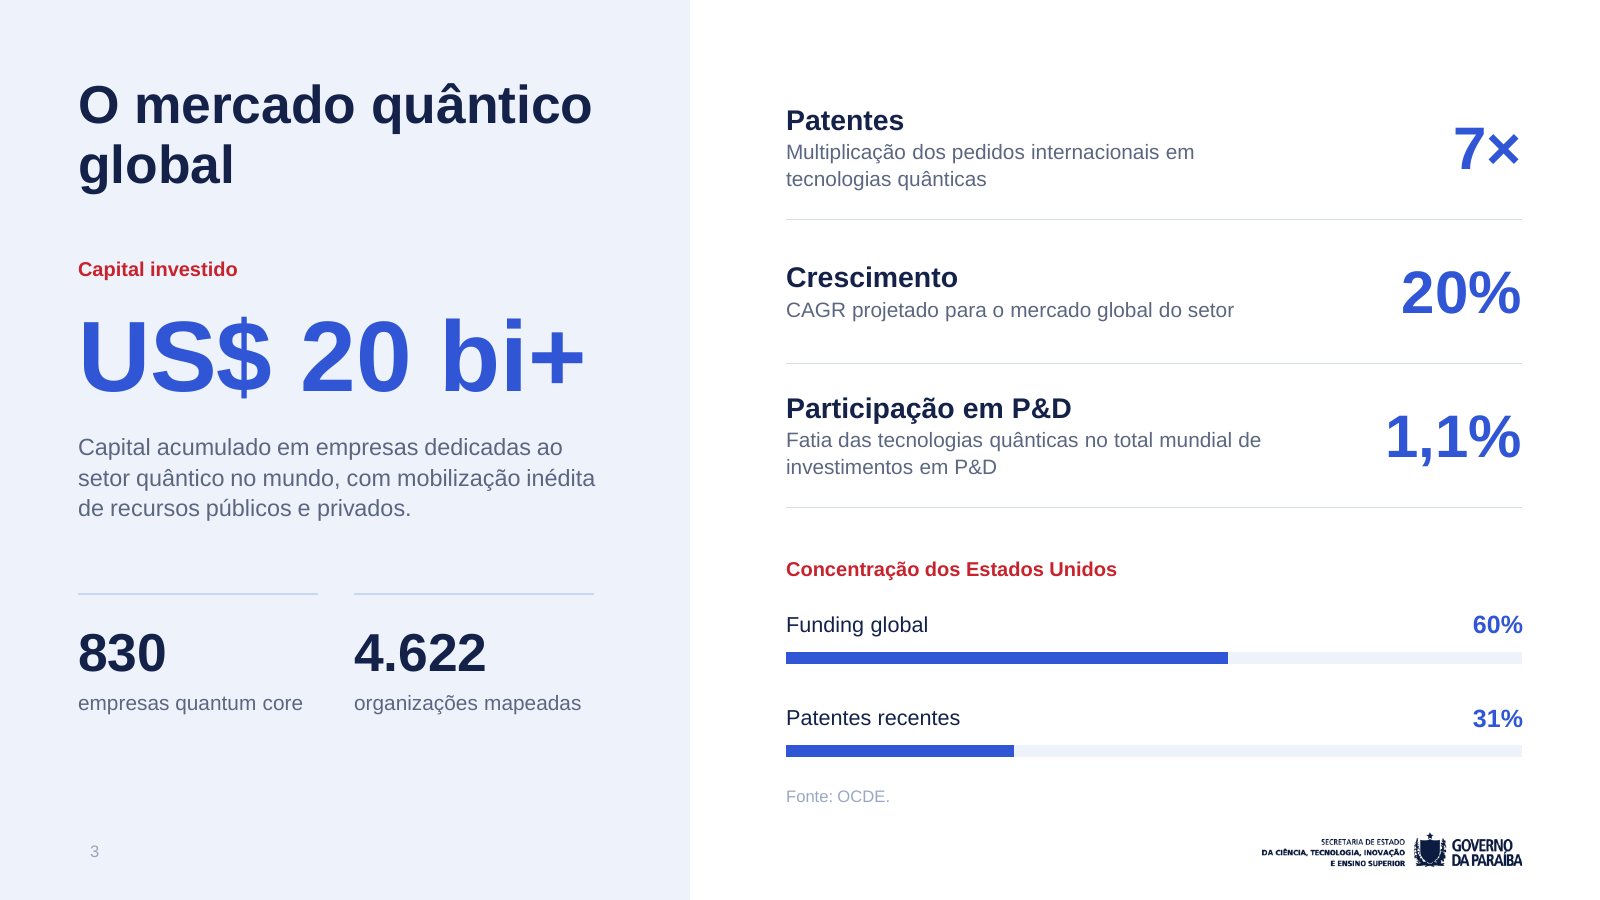 O mercado quântico
global
Capital investido
US$ 20 bi+
Capital acumulado em empresas dedicadas ao
setor quântico no mundo, com mobilização inédita
de recursos públicos e privados.
830
empresas quantum core
4.622
organizações mapeadas
3
Patentes
Multiplicação dos pedidos internacionais em
tecnologias quânticas
7×
Crescimento
CAGR projetado para o mercado global do setor
20%
Participação em P&D
Fatia das tecnologias quânticas no total mundial de
investimentos em P&D
1,1%
Concentração dos Estados Unidos
Funding global
60%
Patentes recentes
31%
Fonte: OCDE.
SECRETARIA DE ESTADO
DA CIÊNCIA, TECNOLOGIA, INOVAÇÃO
E ENSINO SUPERIOR
GOVERNO
DA PARAÍBA